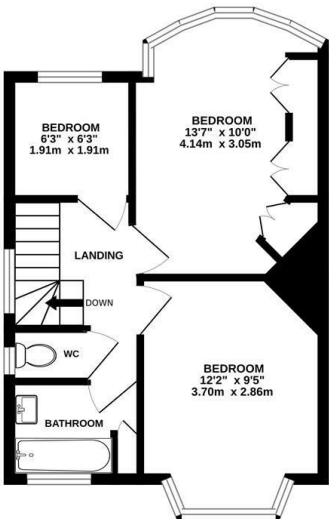 BEDROOM
13'7" x 10'0"
4.14m x 3.05m
BEDROOM
6'3" x 6'3"
1.91m x 1.91m
LANDING
DOWN
WC
BEDROOM
12'2" x 9'5"
3.70m x 2.86m
BATHROOM